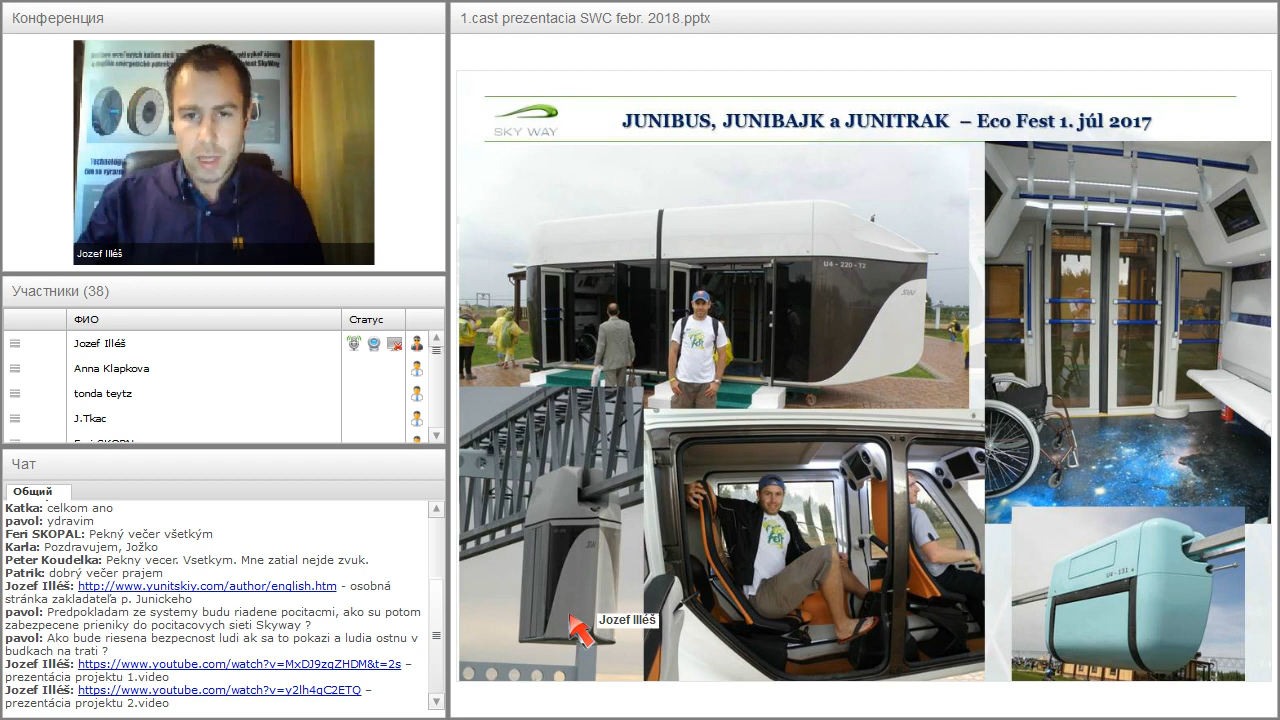 Конференция
Jozef Illéš
Участники (38)
ФИО
Статус
Jozef Illéš
Anna Klapkova
tonda teytz
J.Tkac
Чат
Общий
Katka: celkom ano
pavol: ydravim
Feri SKOPAL: Pekný večer všetkým
Karla: Pozdravujem, Jožko
Peter Koudelka: Pekny vecer. Vsetkym. Mne zatial nejde zvuk.
Patrik: dobrý večer prajem
Jozef Illéš: http://www.yunitskiy.com/author/english.htm - osobná
stránka zakladateľa p. Junickeho
pavol: Predpokladam ze systemy budu riadene pocitacmi, ako su potom
zabezpecene prieniky do pocitacovych sieti Skyway ?
pavol: Ako bude riesena bezpecnost ludi ak sa to pokazi a ludia ostnu v
budkach na trati ?
Jozef Illéš: https://www.youtube.com/watch?v=MxDJ9zqZHDM&t=2s –
prezentácia projektu 1.video
Jozef Illéš: https://www.youtube.com/watch?v=y2lh4qC2ETQ –
prezentácia projektu 2.video
1.cast prezentacia SWC febr. 2018.pptx
SKY WAY
JUNIBUS, JUNIBAJK a JUNITRAK – Eco Fest 1. júl 2017
U4 - 220 - T2
Jozef Illéš
U4 - 131